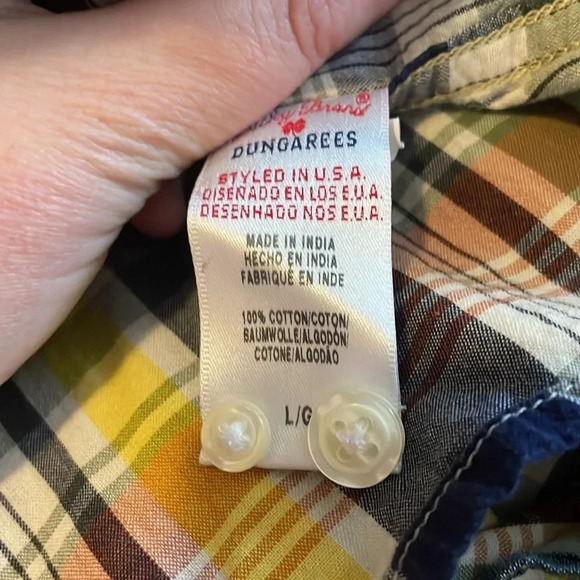 Brand®
DUNGAREES
STYLED IN U.S.A.
DISEÑADO EN LOS E.U.A.
DESENHADO NOS E.U.A.
MADE IN INDIA
HECHO EN INDIA
FABRIQUÉ EN INDE
100% COTTON/COTON/
BAUMWOLLE/ALGODÓN/
COTONE/ALGODÃO
L/G